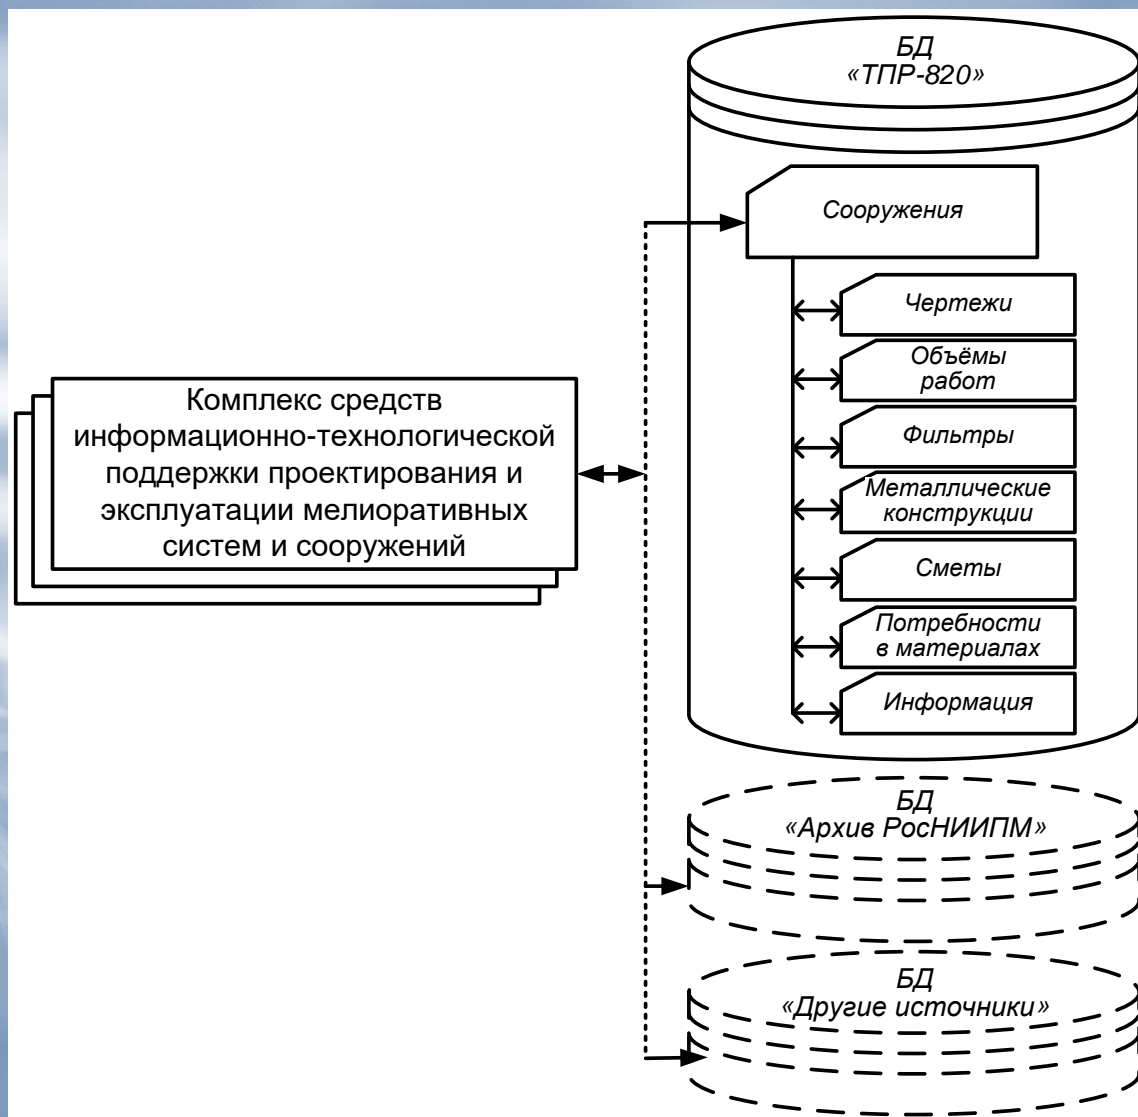 БД
«ТПР-820»
Сооружения
Чертежи
Объёмы
работ
Фильтры
Металлические
конструкции
Сметы
Потребности
в материалах
Информация
Комплекс средств
информационно-технологической
поддержки проектирования и
эксплуатации мелиоративных
систем и сооружений
БД
«Архив РосНИИПМ»
БД
«Другие источники»